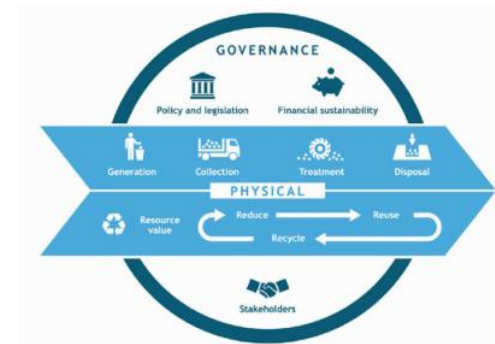 GOVERNANCE
Policy and legislation
Financial sustainability
Generation
Collection
Treatment
Disposal
PHYSICAL
Resource
value
Reduce
Reuse
Recycle
Stakeholders